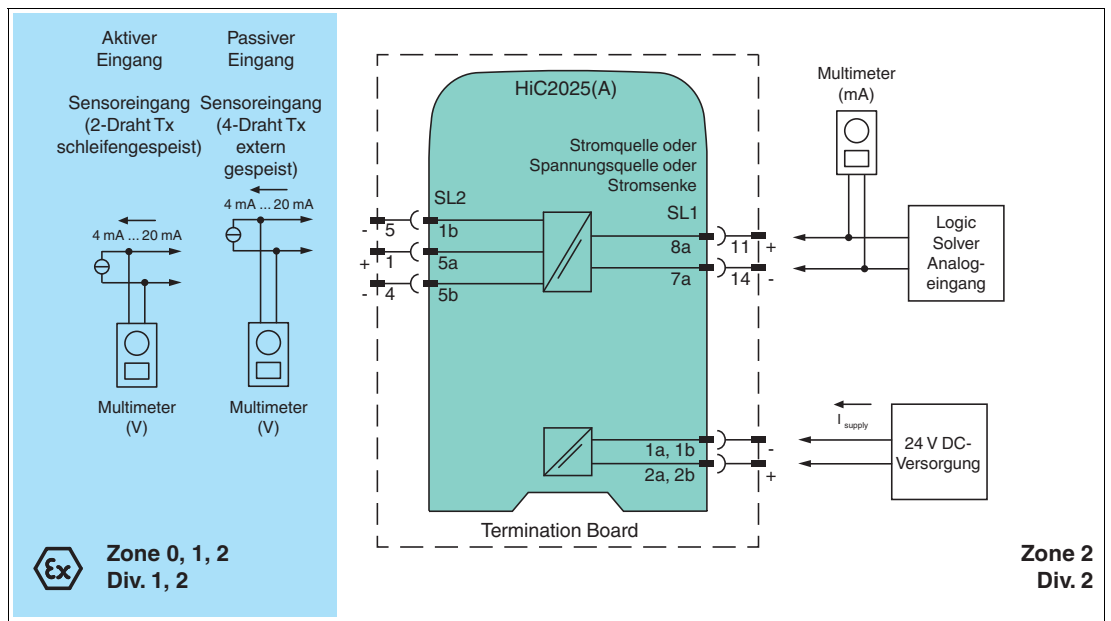 Aktiver
Eingang
Passiver
Eingang
Sensoreingang
(2-Draht Tx
schleifengespeist)
Sensoreingang
(4-Draht Tx
extern
gespeist)
4 mA ... 20 mA
4 mA ... 20 mA
Multimeter
(V)
Multimeter
(V)
Ex
Zone 0, 1, 2
Div. 1, 2
HiC2025(A)
Stromquelle oder
Spannungsquelle oder
Stromsenke
SL2
SL1
- 5 1b
+ 1 5a
- 4 5b
8a 11 +
7a 14 -
1a, 1b -
2a, 2b +
Termination Board
Multimeter
(mA)
Logic
Solver
Analog-
eingang
I supply
24 V DC-
Versorgung
Zone 2
Div. 2